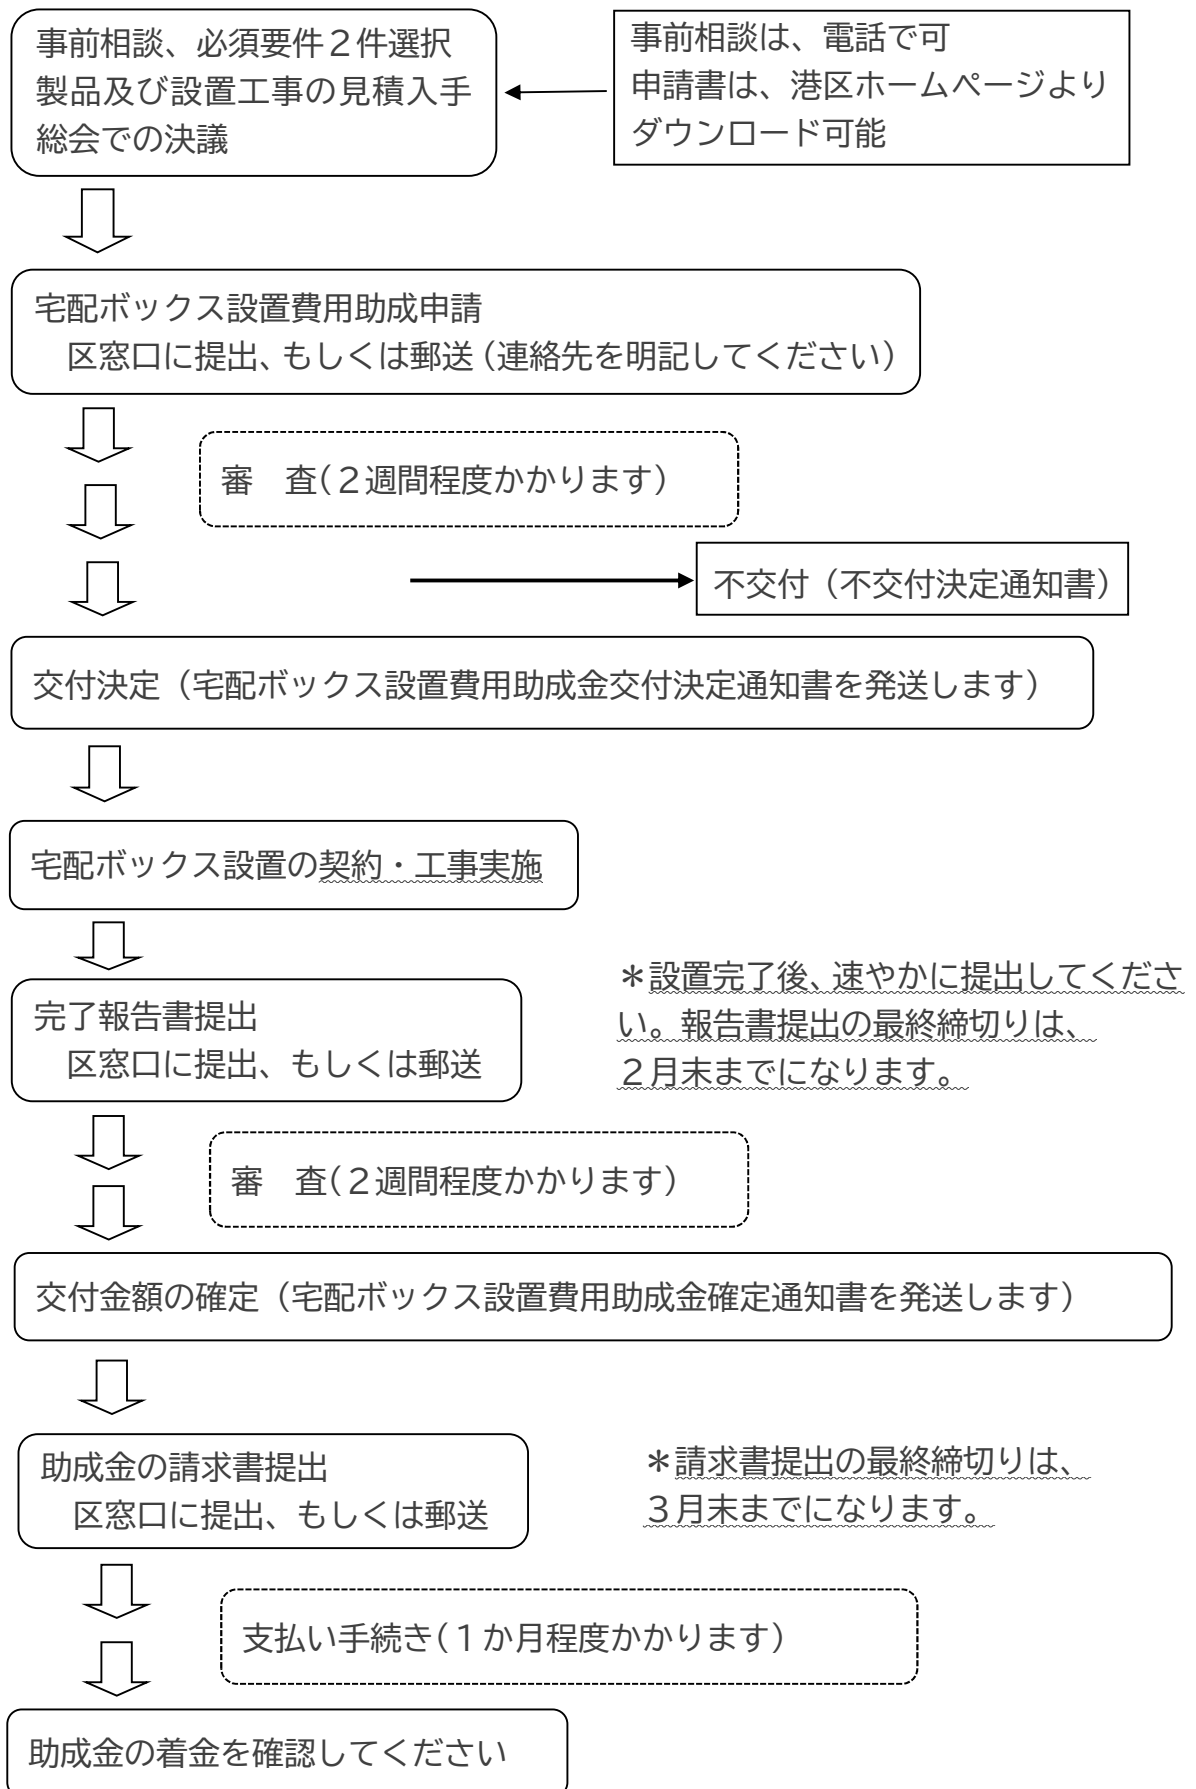 事前相談、必須要件２件選択
製品及び設置工事の見積入手
総会での決議
事前相談は、電話で可
申請書は、港区ホームページより
ダウンロード可能
宅配ボックス設置費用助成申請
区窓口に提出、もしくは郵送（連絡先を明記してください）
審　査（２週間程度かかります）
不交付（不交付決定通知書）
交付決定（宅配ボックス設置費用助成金交付決定通知書を発送します）
宅配ボックス設置の契約・工事実施
完了報告書提出
区窓口に提出、もしくは郵送
＊設置完了後、速やかに提出してくださ
い。報告書提出の最終締切りは、
２月末までになります。
審　査（２週間程度かかります）
交付金額の確定（宅配ボックス設置費用助成金確定通知書を発送します）
助成金の請求書提出
区窓口に提出、もしくは郵送
＊請求書提出の最終締切りは、
３月末までになります。
支払い手続き（１か月程度かかります）
助成金の着金を確認してください